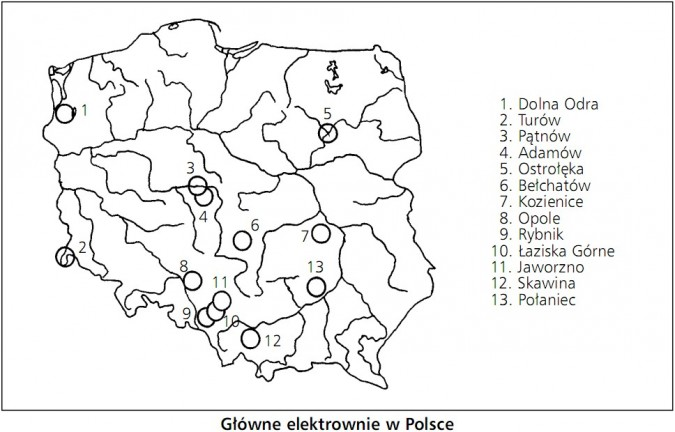 1
5
3
4
6
7
2
8
11
13
9
10
12
1. Dolna Odra
2. Turów
3. Pątnów
4. Adamów
5. Ostrołęka
6. Bełchatów
7. Kozienice
8. Opole
9. Rybnik
10. Łaziska Górne
11. Jaworzno
12. Skawina
13. Połaniec
Główne elektrownie w Polsce